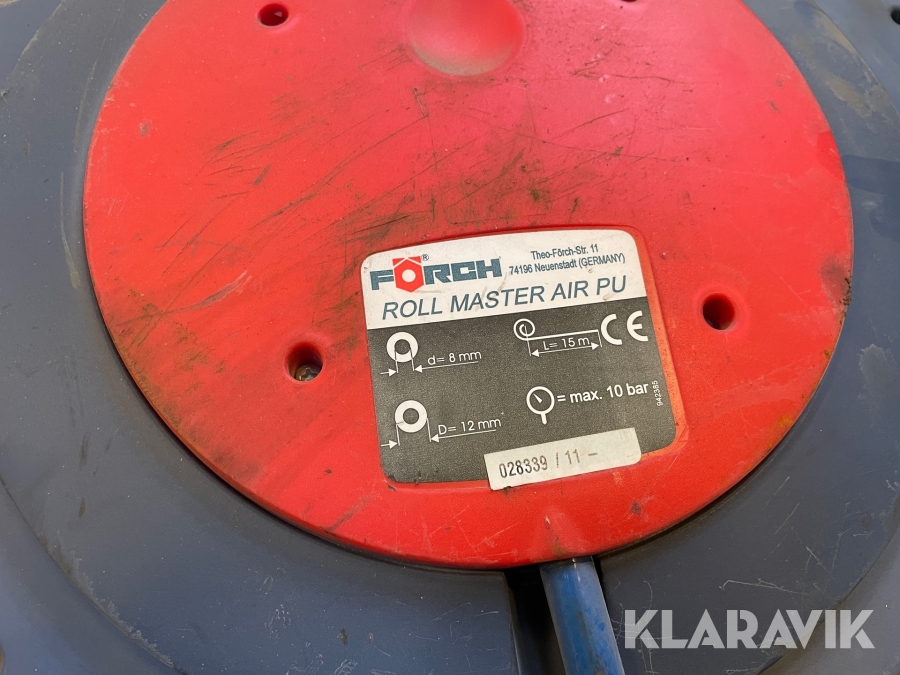 FÖRCH®
Theo-Förch-Str. 11
74196 Neuenstadt (GERMANY)
ROLL MASTER AIR PU
d= 8 mm
L= 15 m
CE
D= 12 mm
= max. 10 bar
942385
028339 / 11 –
KLARAVIK